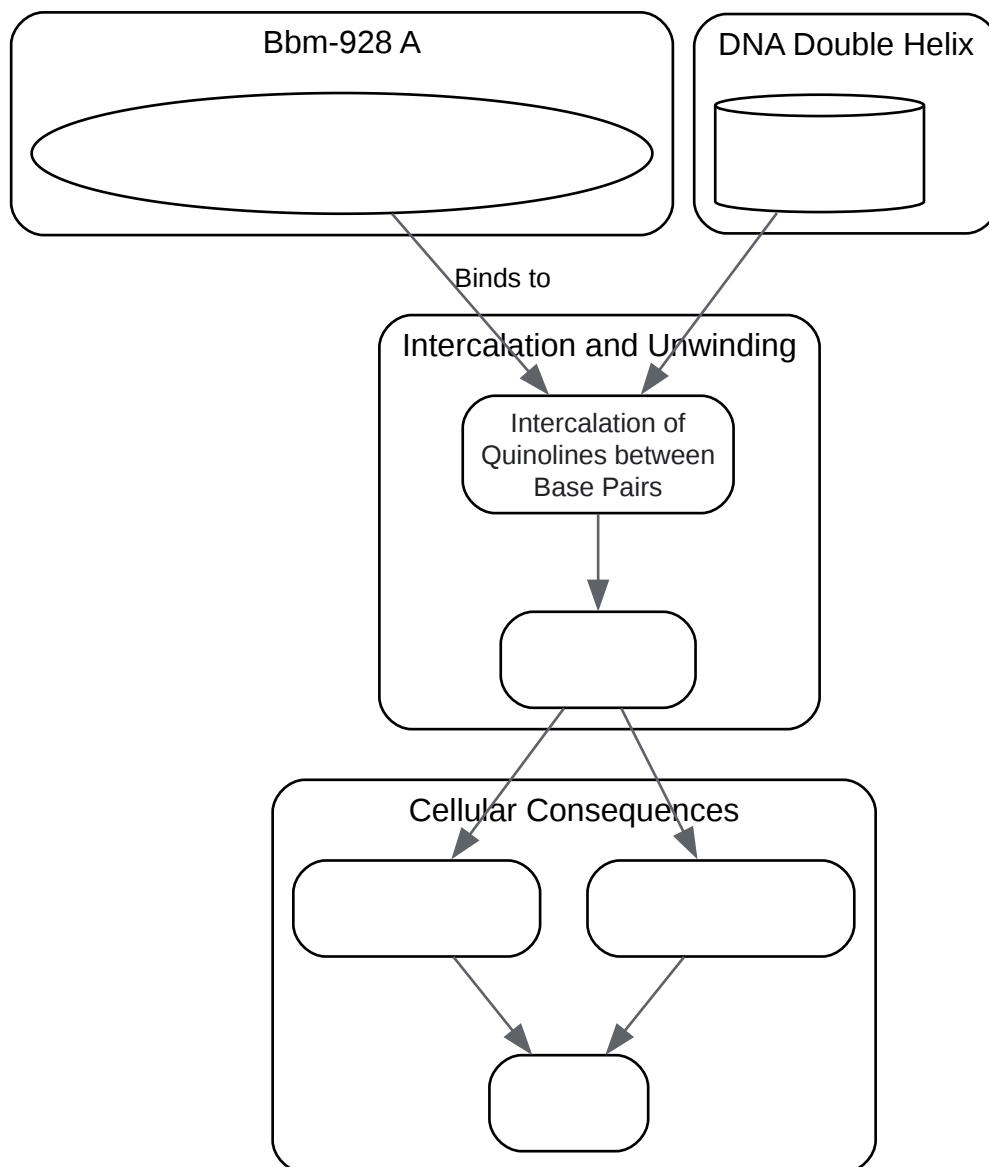 Bbm-928 A
DNA Double Helix
Binds to
Intercalation and Unwinding
Intercalation of
Quinolines between
Base Pairs
Cellular Consequences